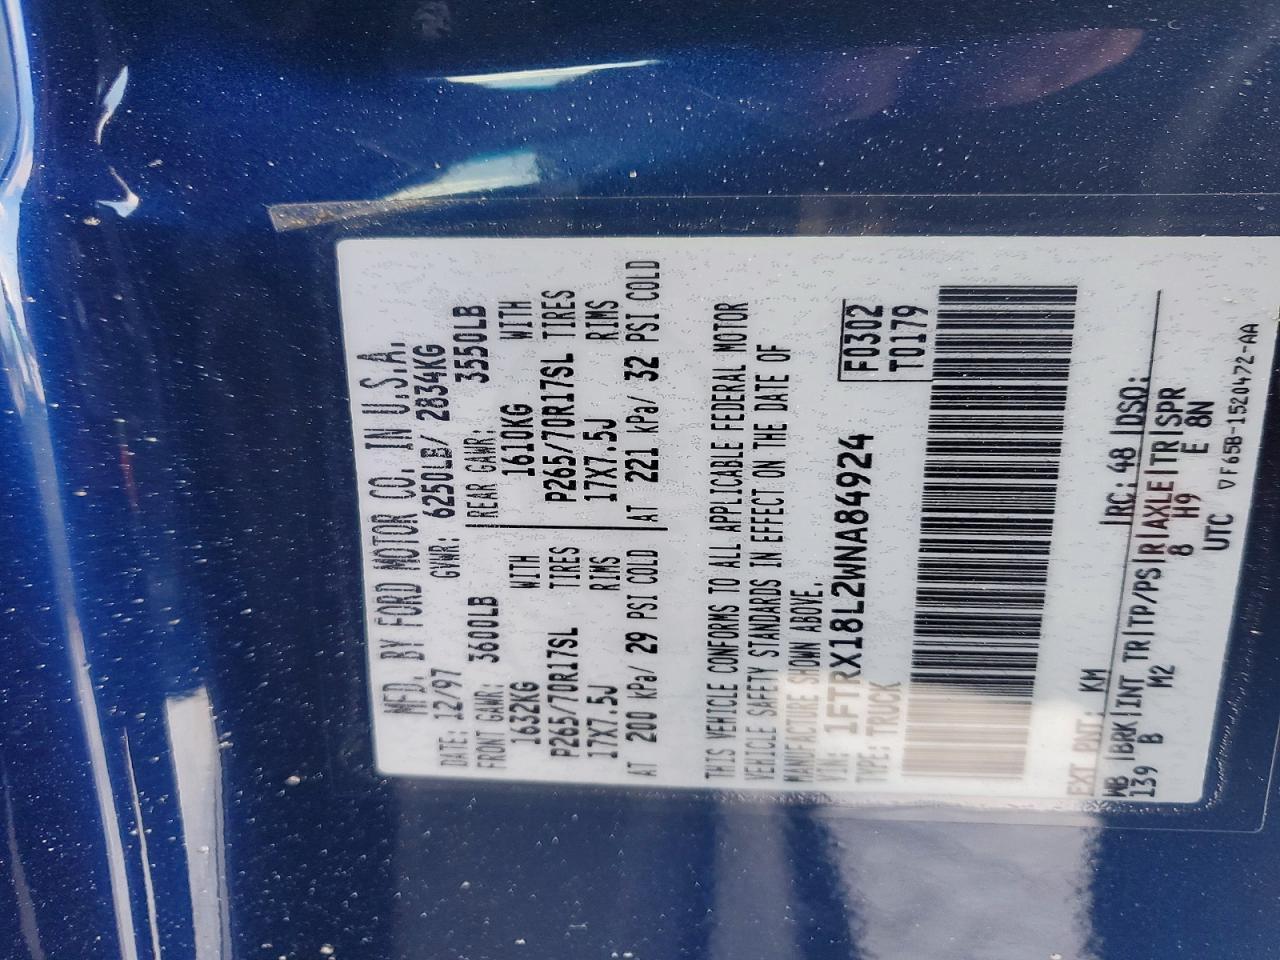 MFD. BY FORD MOTOR CO. IN U.S.A.
DATE: 12/97 GVWR: 6250LB/ 2834KG
FRONT GAWR: 3600LB REAR GAWR: 3550LB
1632KG WITH 1610KG WITH
P265/70R17SL TIRES P265/70R17SL TIRES
17X7.5J RIMS 17X7.5J RIMS
AT 200 kPa/ 29 PSI COLD AT 221 kPa/ 32 PSI COLD
THIS VEHICLE CONFORMS TO ALL APPLICABLE FEDERAL MOTOR
VEHICLE SAFETY STANDARDS IN EFFECT ON THE DATE OF
MANUFACTURE SHOWN ABOVE.
VIN: 1FTRX18L2WNA84924 F0302
TYPE: TRUCK T0179
EXT PNT: KM RC: 48 DSO:
WB BRK INT TR TP/PS R AXLE TR SPR
139 B M2 8 H9 E 8N
UTC ▽F65B-1520472-AA